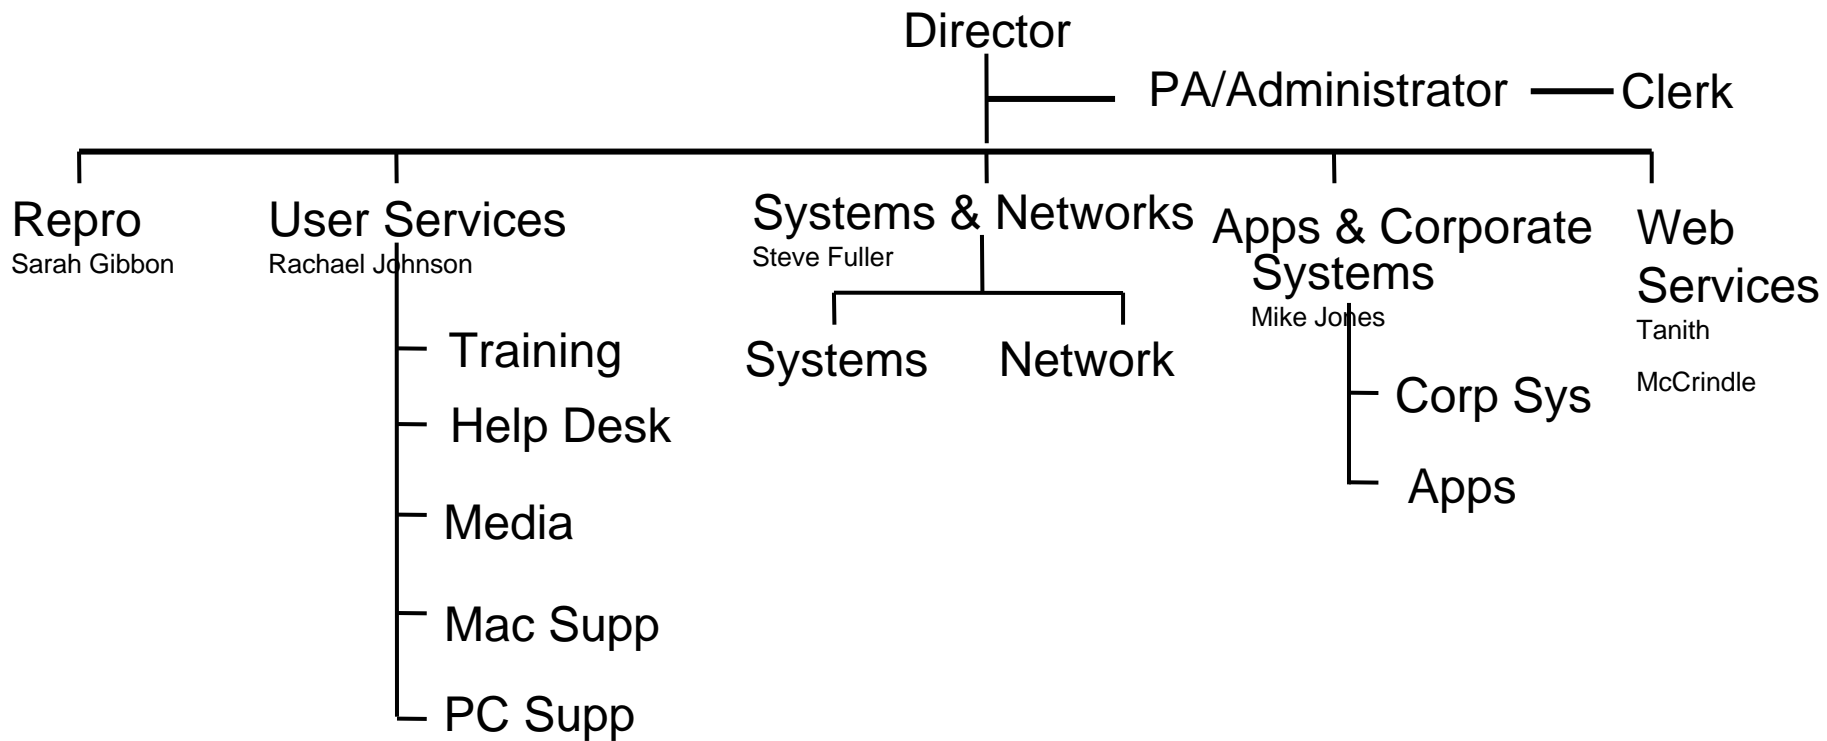 Director
PA/Administrator
Clerk
Repro
Sarah Gibbon
User Services
Rachael Johnson
Training
Help Desk
Media
Mac Supp
PC Supp
Systems & Networks
Steve Fuller
Systems
Network
Apps & Corporate
Systems
Mike Jones
Corp Sys
Apps
Web
Services
Tanith
McCrindle